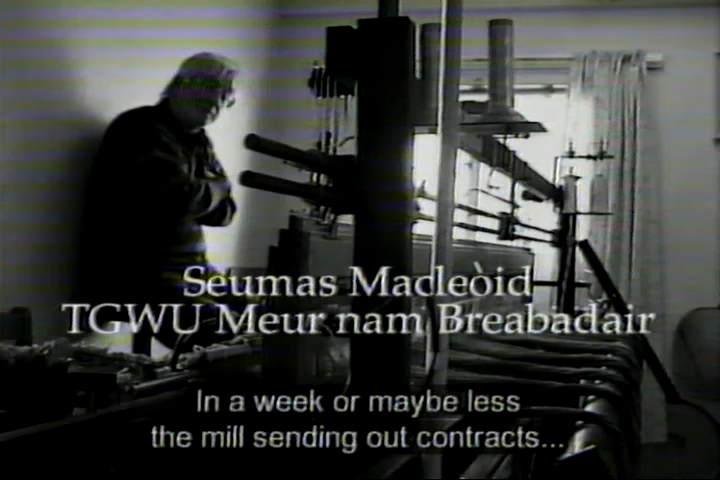 Seumas Macleòid
TGWU Meur nam Breabadair
In a week or maybe less
the mill sending out contracts...